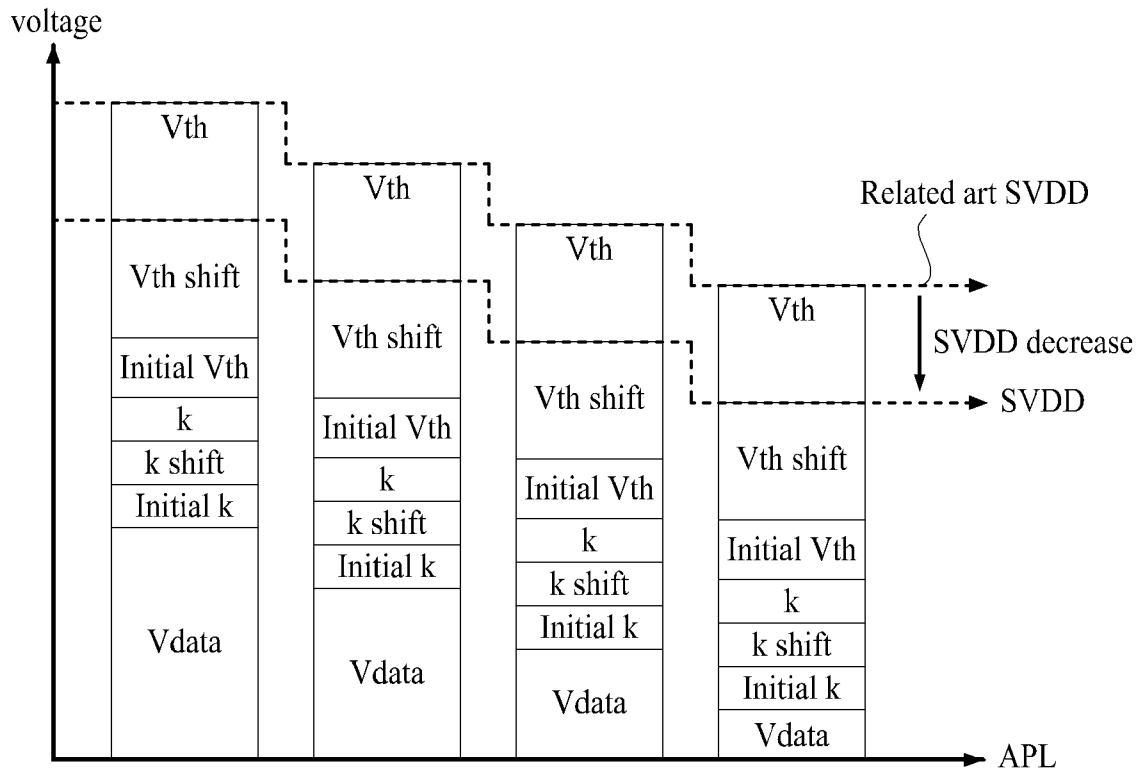 voltage
Vth
Vth shift
Initial Vth
k
k shift
Initial k
Vdata
Vth
Vth shift
Initial Vth
k
k shift
Initial k
Vdata
Vth
Vth shift
Initial Vth
k
k shift
Initial k
Vdata
Vth
Vth shift
Initial Vth
k
k shift
Initial k
Vdata
Related art SVDD
SVDD decrease
SVDD
APL